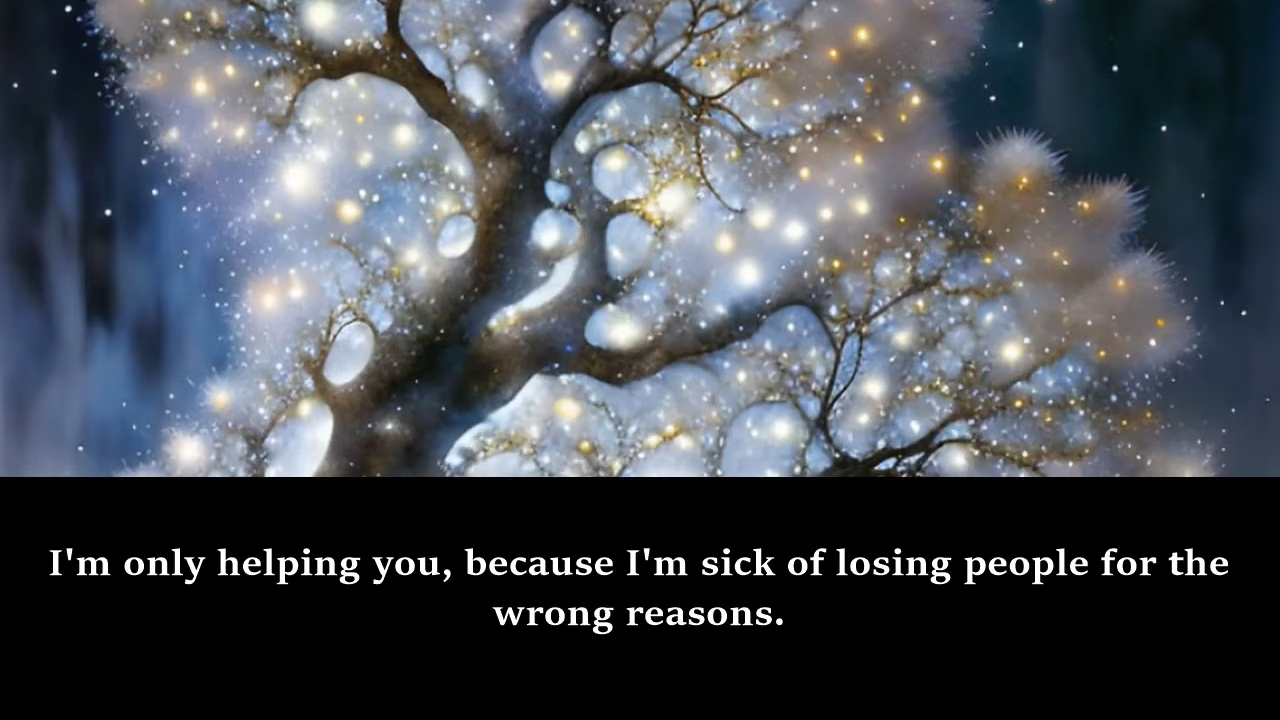 I'm only helping you, because I'm sick of losing people for the
wrong reasons.